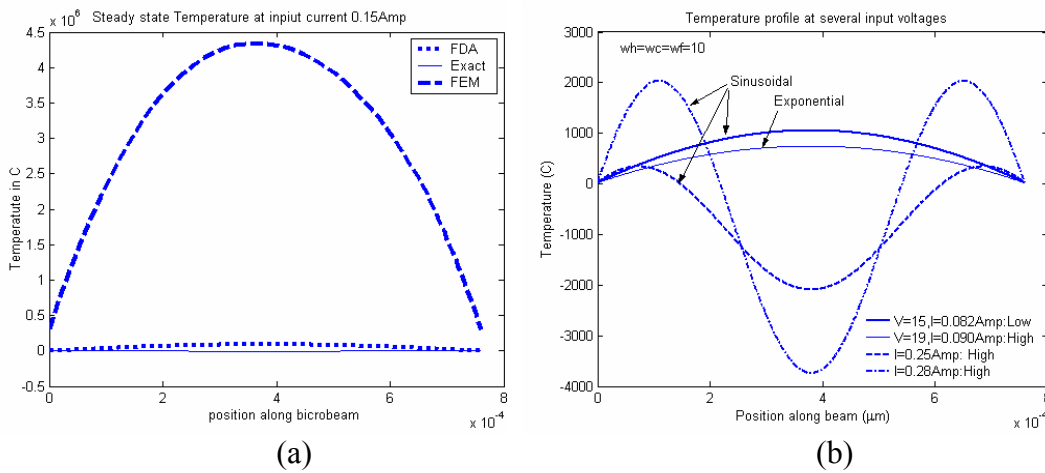 Steady state Temperature at inpiut current 0.15Amp
x 10^6
4.5
4
3.5
3
2.5
2
1.5
1
0.5
0
-0.5
Temperatute in C
FDA
Exact
FEM
0 2 4 6 8
position along bicrobeam
x 10^-4
(a)
Temperature profile at several input voltages
3000
2000
1000
0
-1000
-2000
-3000
-4000
Temperature (C)
wh=wc=wf=10
Sinusoidal
Exponential
V=15,I=0.082Amp:Low
V=19,I=0.090Amp:High
I=0.25Amp: High
I=0.28Amp:High
0 2 4 6 8
Position along beam (μm)
x 10^-4
(b)